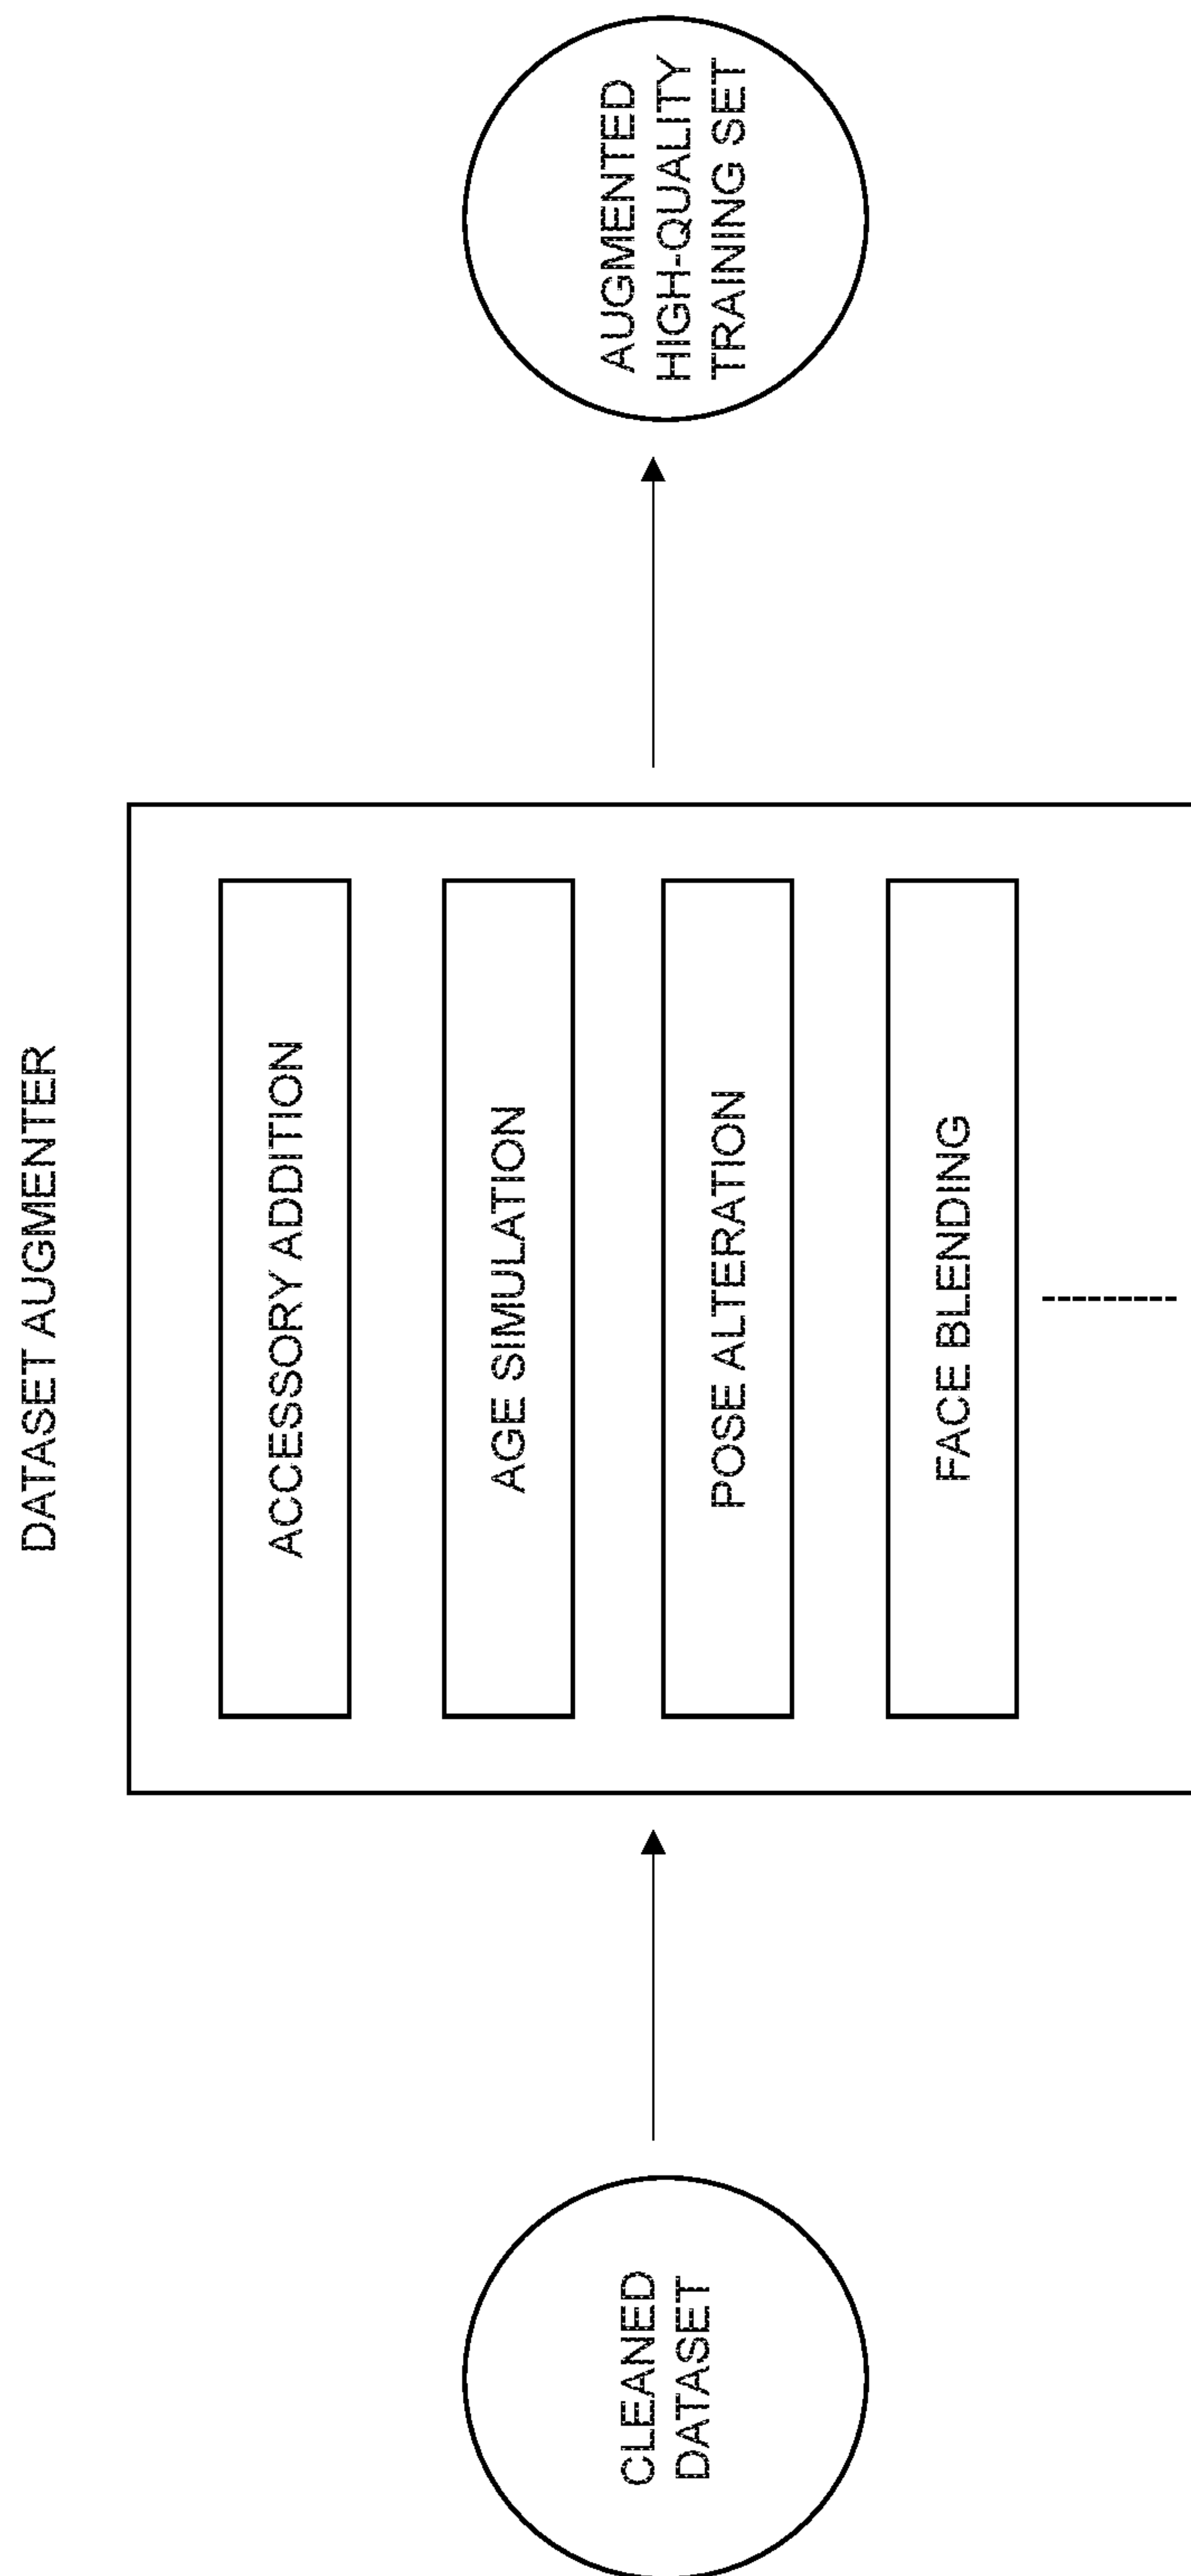 DATASET AUGMENTER
CLEANED
DATASET
ACCESSORY ADDITION
AGE SIMULATION
POSE ALTERATION
FACE BLENDING
AUGMENTED
HIGH-QUALITY
TRAINING SET